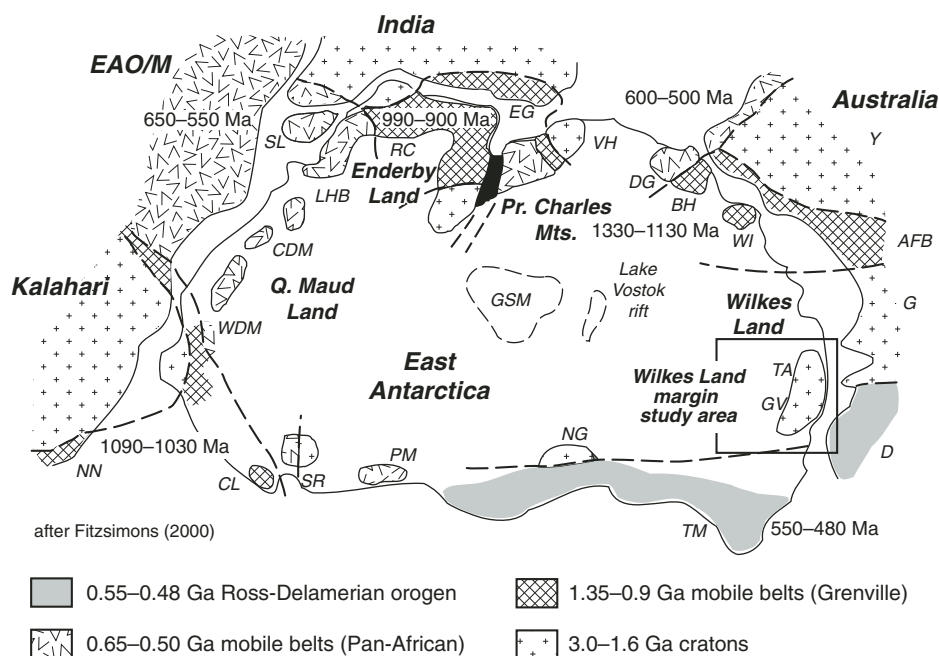 India
EAO/M
650–550 Ma
SL
990–900 Ma
EG
RC
VH
600–500 Ma
Australia
Y
LHB
Enderby
Land
DG
BH
Pr. Charles
Mts.
1330–1130 Ma
WI
AFB
CDM
Kalahari
Q. Maud
Land
GSM
Lake
Vostok
rift
Wilkes
Land
G
WDM
East
Antarctica
Wilkes Land
margin
study area
TA
GV
1090–1030 Ma
NN
CL
SR
PM
NG
D
TM
550–480 Ma
after Fitzsimons (2000)
0.55–0.48 Ga Ross-Delamerian orogen
1.35–0.9 Ga mobile belts (Grenville)
0.65–0.50 Ga mobile belts (Pan-African)
3.0–1.6 Ga cratons